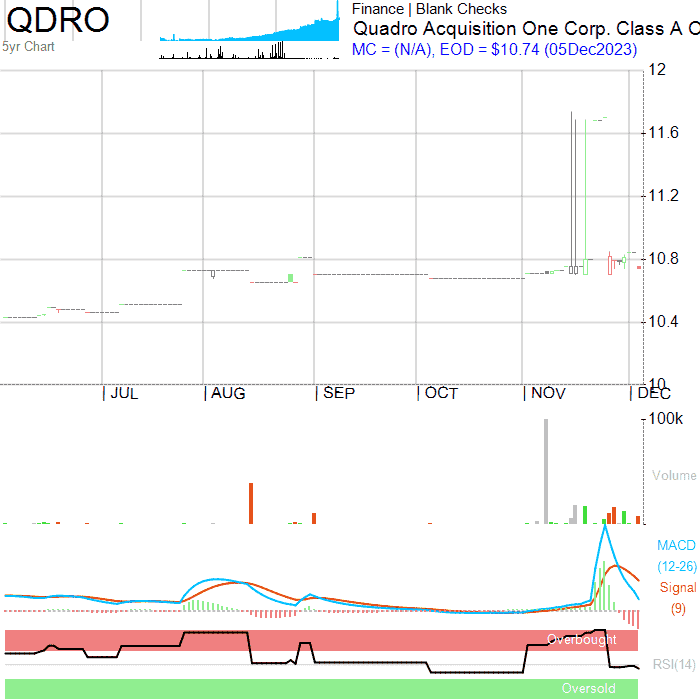 QDRO
5yr Chart
Finance | Blank Checks
Quadro Acquisition One Corp. Class A
MC = (N/A), EOD = $10.74 (05Dec2023)
12
11.6
11.2
10.8
10.4
10
| JUL | AUG | SEP | OCT | NOV | DEC
100k
Volume
MACD
(12-26)
Signal
(9)
Overbought
RSI(14)
Oversold